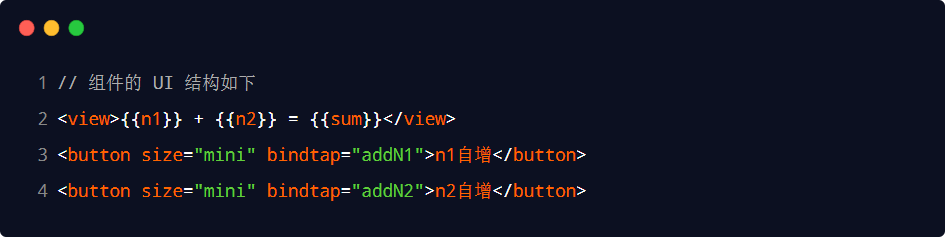 1 // 组件的 UI 结构如下
2 <view>{{n1}} + {{n2}} = {{sum}}</view>
3 <button size="mini" bindtap="addN1">n1自增</button>
4 <button size="mini" bindtap="addN2">n2自增</button>